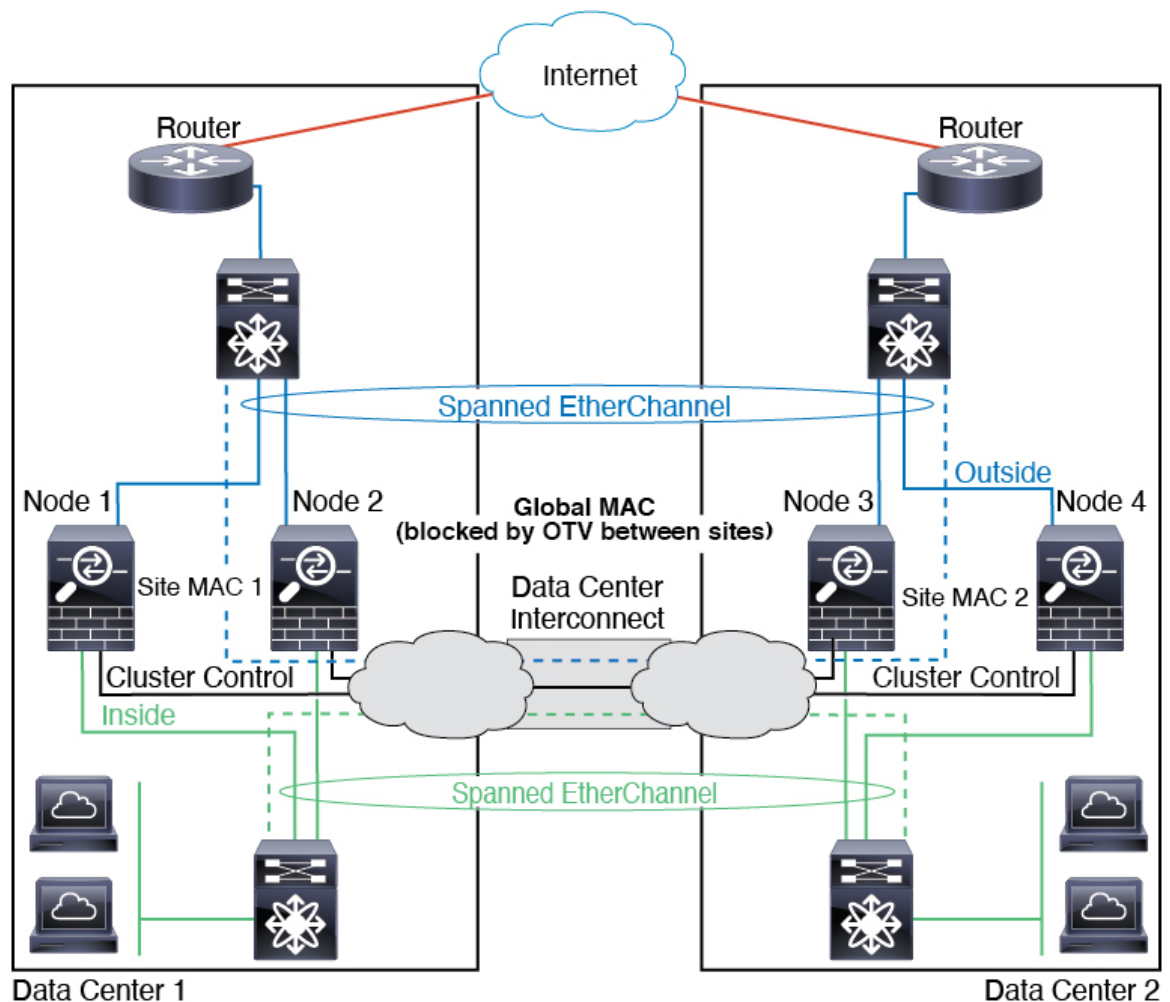 Internet
Router
Router
Spanned EtherChannel
Outside
Node 1
Node 2
Global MAC
(blocked by OTV between sites)
Node 3
Node 4
Site MAC 1
Data Center
Interconnect
Site MAC 2
Cluster Control
Cluster Control
Inside
Spanned EtherChannel
Data Center 1
Data Center 2